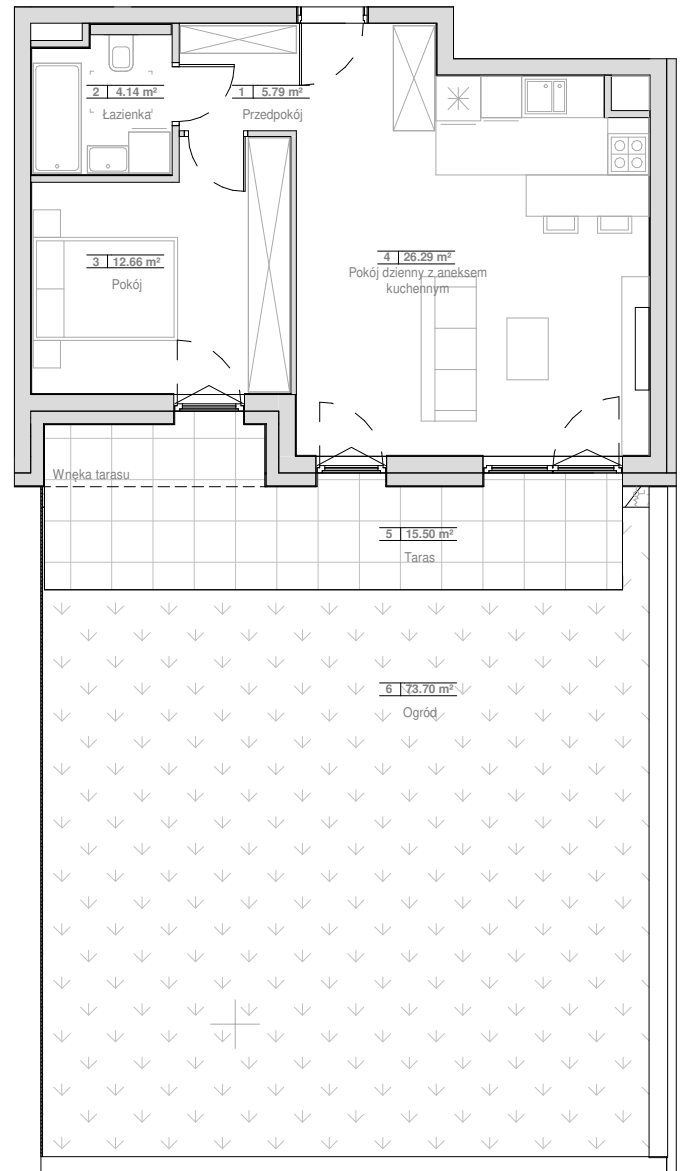 2 4.14 m²
Łazienka
1 5.79 m²
Przedpokój
3 12.66 m²
Pokój
4 26.29 m²
Pokój dzienny z aneksem
kuchennym
Wnęka tarasu
5 15.50 m²
Taras
6 73.70 m²
Ogród